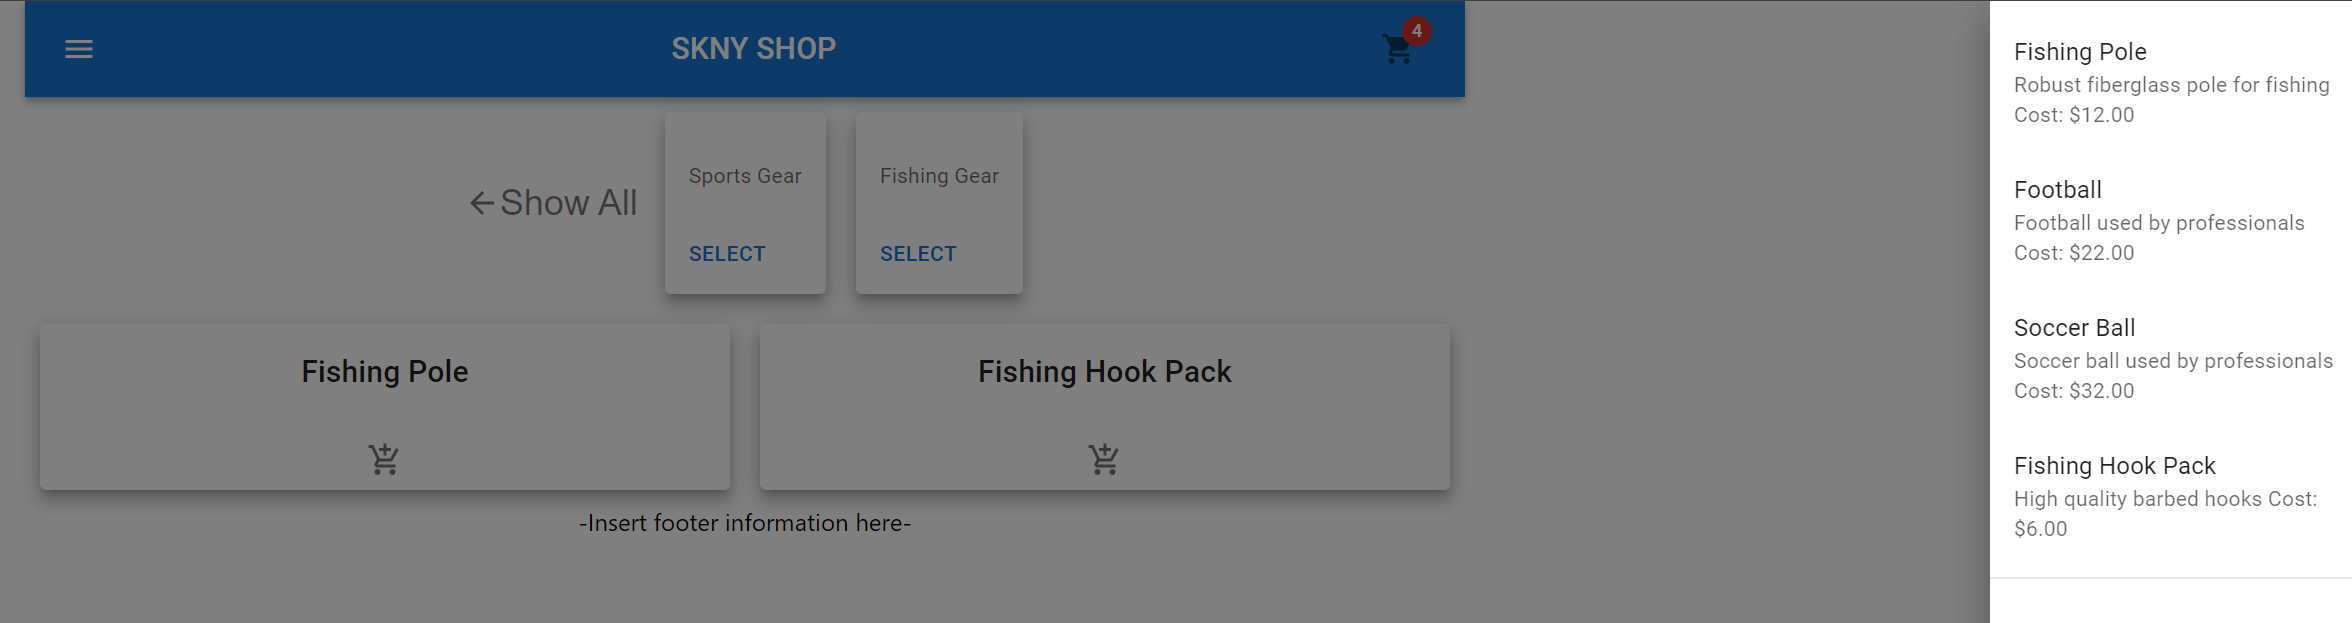 SKNY SHOP
4
Show All
Sports Gear
SELECT
Fishing Gear
SELECT
Fishing Pole
Fishing Hook Pack
-Insert footer information here-
Fishing Pole
Robust fiberglass pole for fishing
Cost: $12.00
Football
Football used by professionals
Cost: $22.00
Soccer Ball
Soccer ball used by professionals
Cost: $32.00
Fishing Hook Pack
High quality barbed hooks Cost:
$6.00